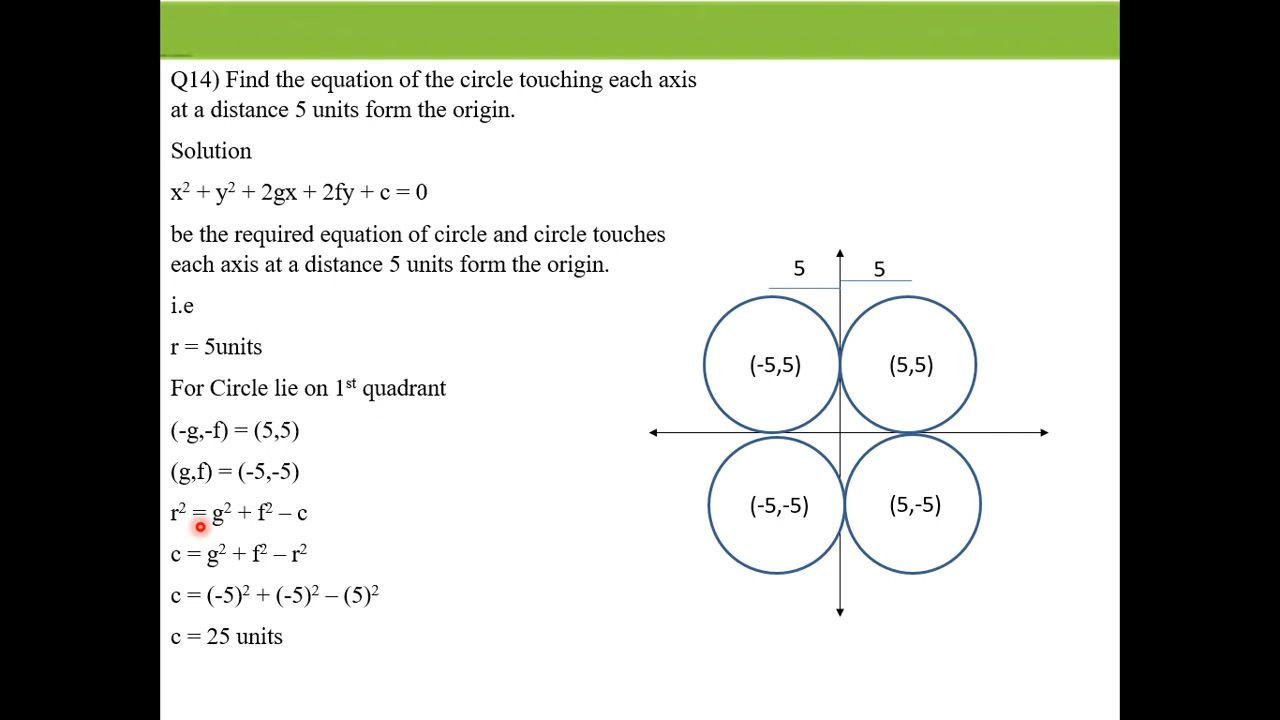 Q14) Find the equation of the circle touching each axis
at a distance 5 units form the origin.
Solution
x² + y² + 2gx + 2fy + c = 0
be the required equation of circle and circle touches
each axis at a distance 5 units form the origin.
i.e
r = 5units
For Circle lie on 1ˢᵗ quadrant
(-g,-f) = (5,5)
(g,f) = (-5,-5)
r² = g² + f² – c
c = g² + f² – r²
c = (-5)² + (-5)² – (5)²
c = 25 units
5 5
(-5,5) (5,5)
(-5,-5) (5,-5)